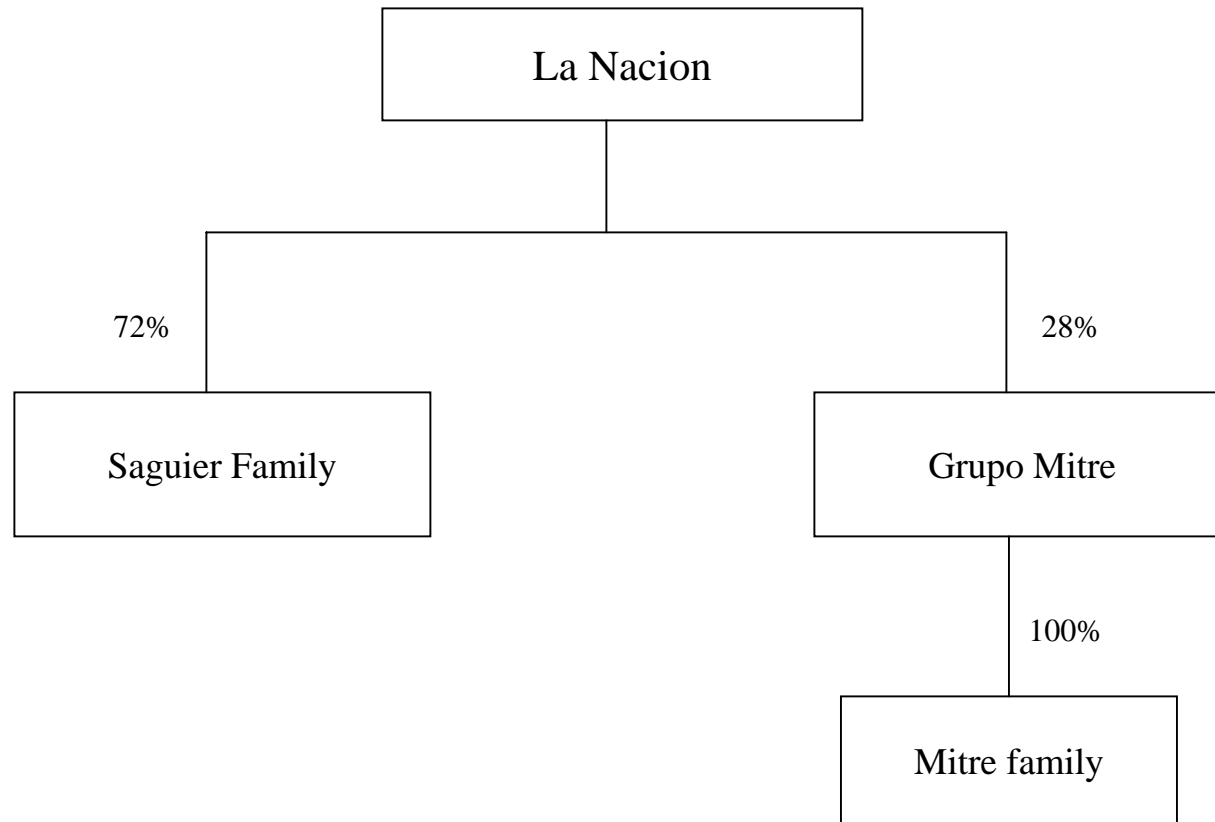 La Nacion
72%
28%
Saguier Family
Grupo Mitre
100%
Mitre family